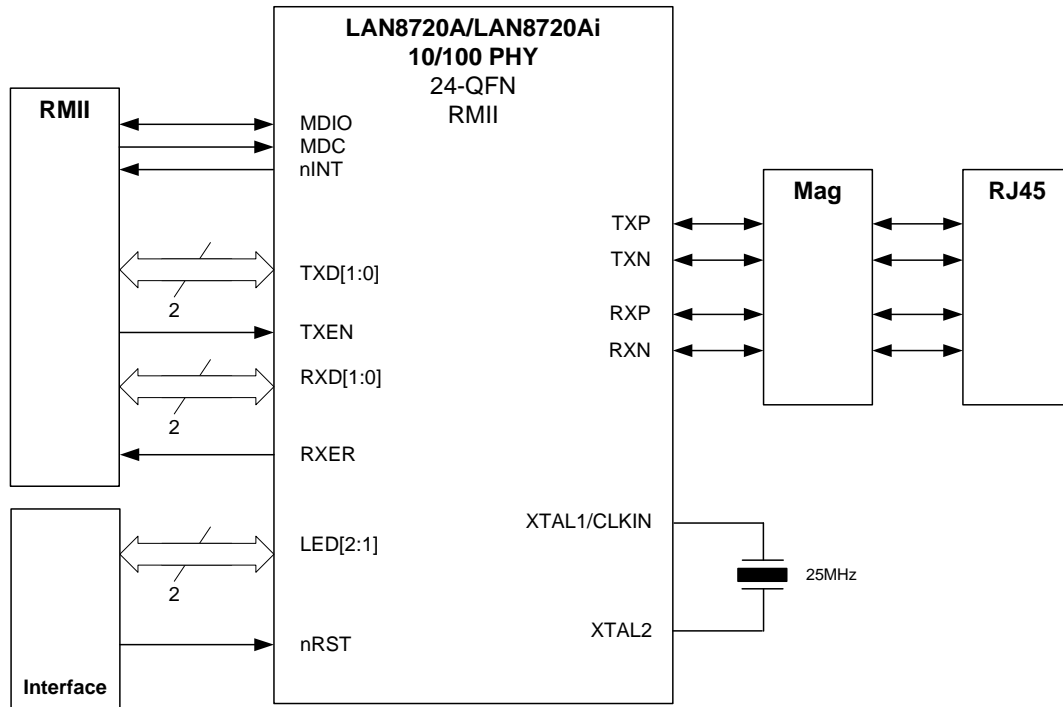 LAN8720A/LAN8720Ai
10/100 PHY
24-QFN
RMII
RMII
MDIO
MDC
nINT
TXD[1:0]
2
TXEN
RXD[1:0]
2
RXER
LED[2:1]
2
nRST
Interface
TXP
TXN
RXP
RXN
Mag
RJ45
XTAL1/CLKIN
25MHz
XTAL2